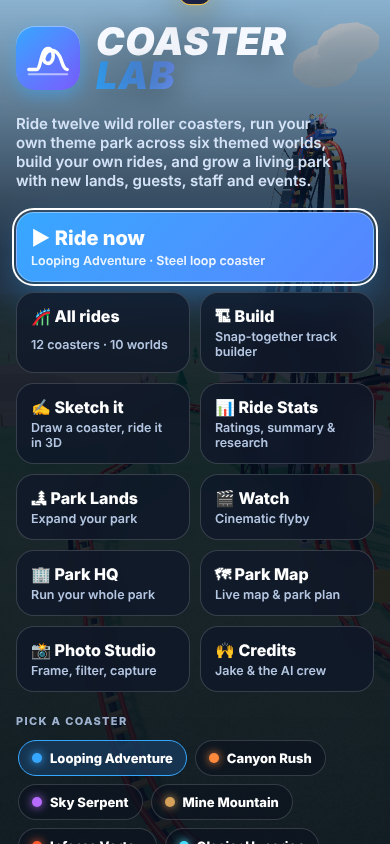 COASTER
LAB
Ride twelve wild roller coasters, run your
own theme park across six themed worlds,
build your own rides, and grow a living park
with new lands, guests, staff and events.
▶ Ride now
Looping Adventure · Steel loop coaster
🎢 All rides
12 coasters · 10 worlds
🏗 Build
Snap-together track
builder
✍️ Sketch it
Draw a coaster, ride it
in 3D
📊 Ride Stats
Ratings, summary &
research
🏞 Park Lands
Expand your park
🎬 Watch
Cinematic flyby
🏢 Park HQ
Run your whole park
🗺 Park Map
Live map & park plan
📸 Photo Studio
Frame, filter, capture
🙌 Credits
Jake & the AI crew
PICK A COASTER
Looping Adventure
Canyon Rush
Sky Serpent
Mine Mountain